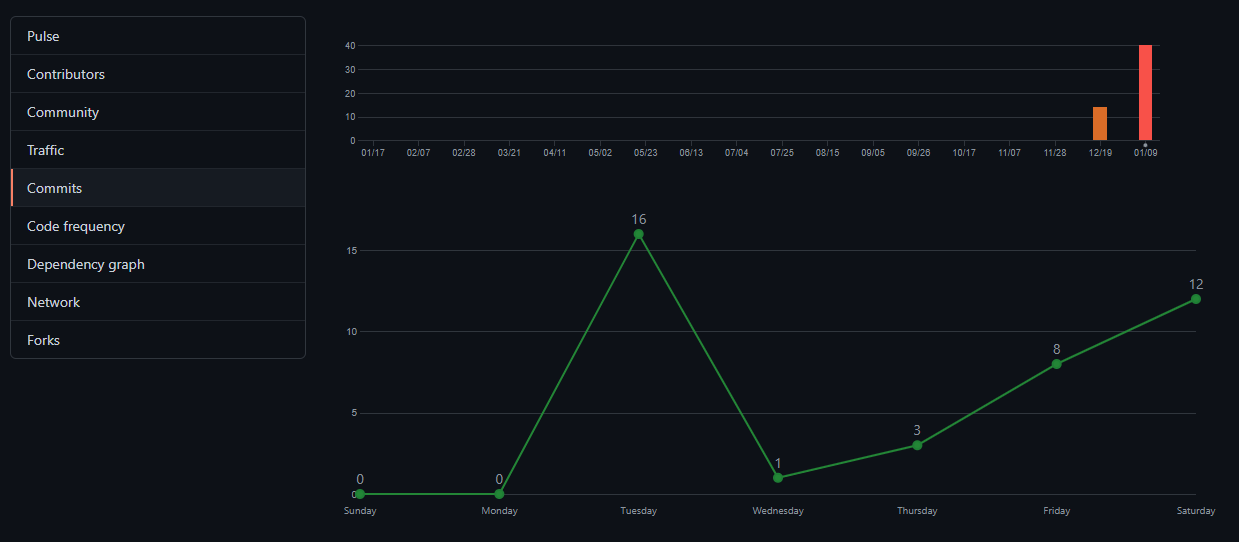 Pulse
Contributors
Community
Traffic
Commits
Code frequency
Dependency graph
Network
Forks
40
30
20
10
0
01/17 02/07 02/28 03/21 04/11 05/02 05/23 06/13 07/04 07/25 08/15 09/05 09/26 10/17 11/07 11/28 12/19 01/09
16
15
12
10
8
5
3
1
0 0
0
Sunday Monday Tuesday Wednesday Thursday Friday Saturday